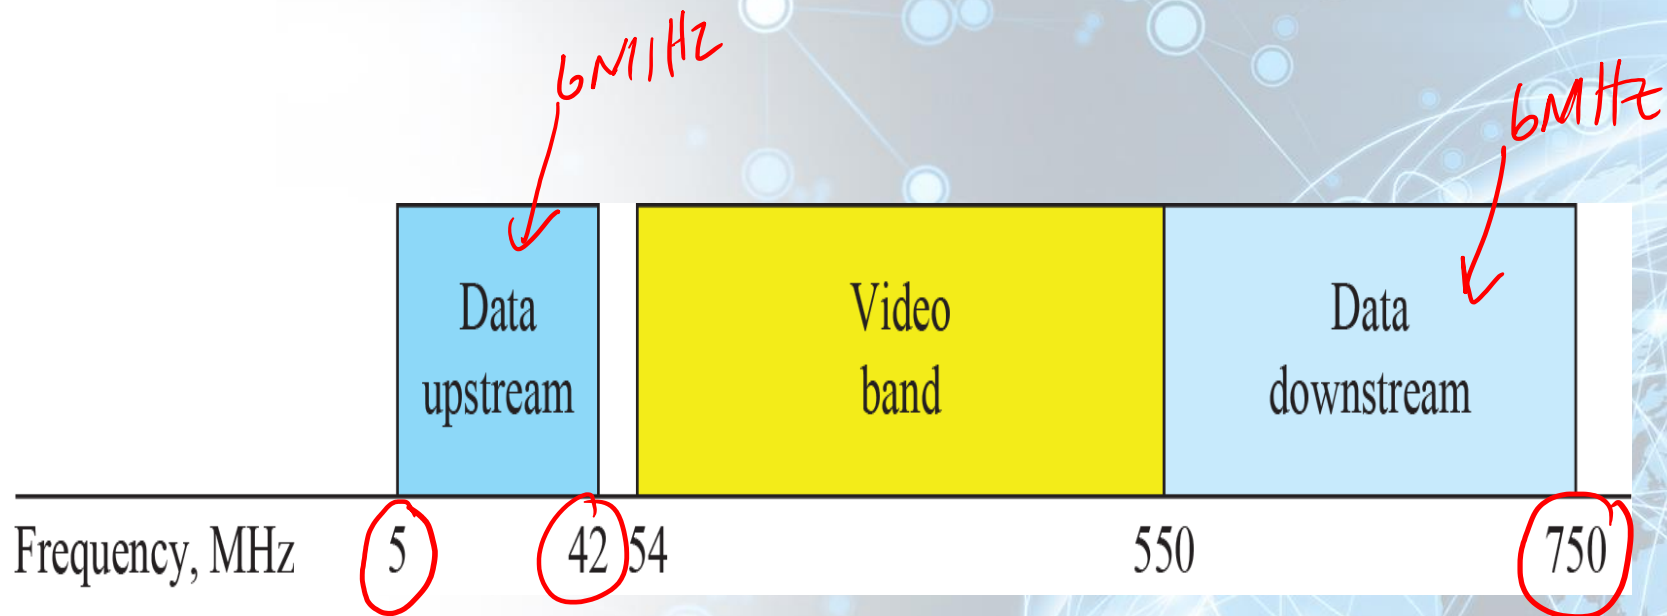 6MHz
6MHz
Data
upstream
Video
band
Data
downstream
Frequency, MHz 5 42 54 550 750